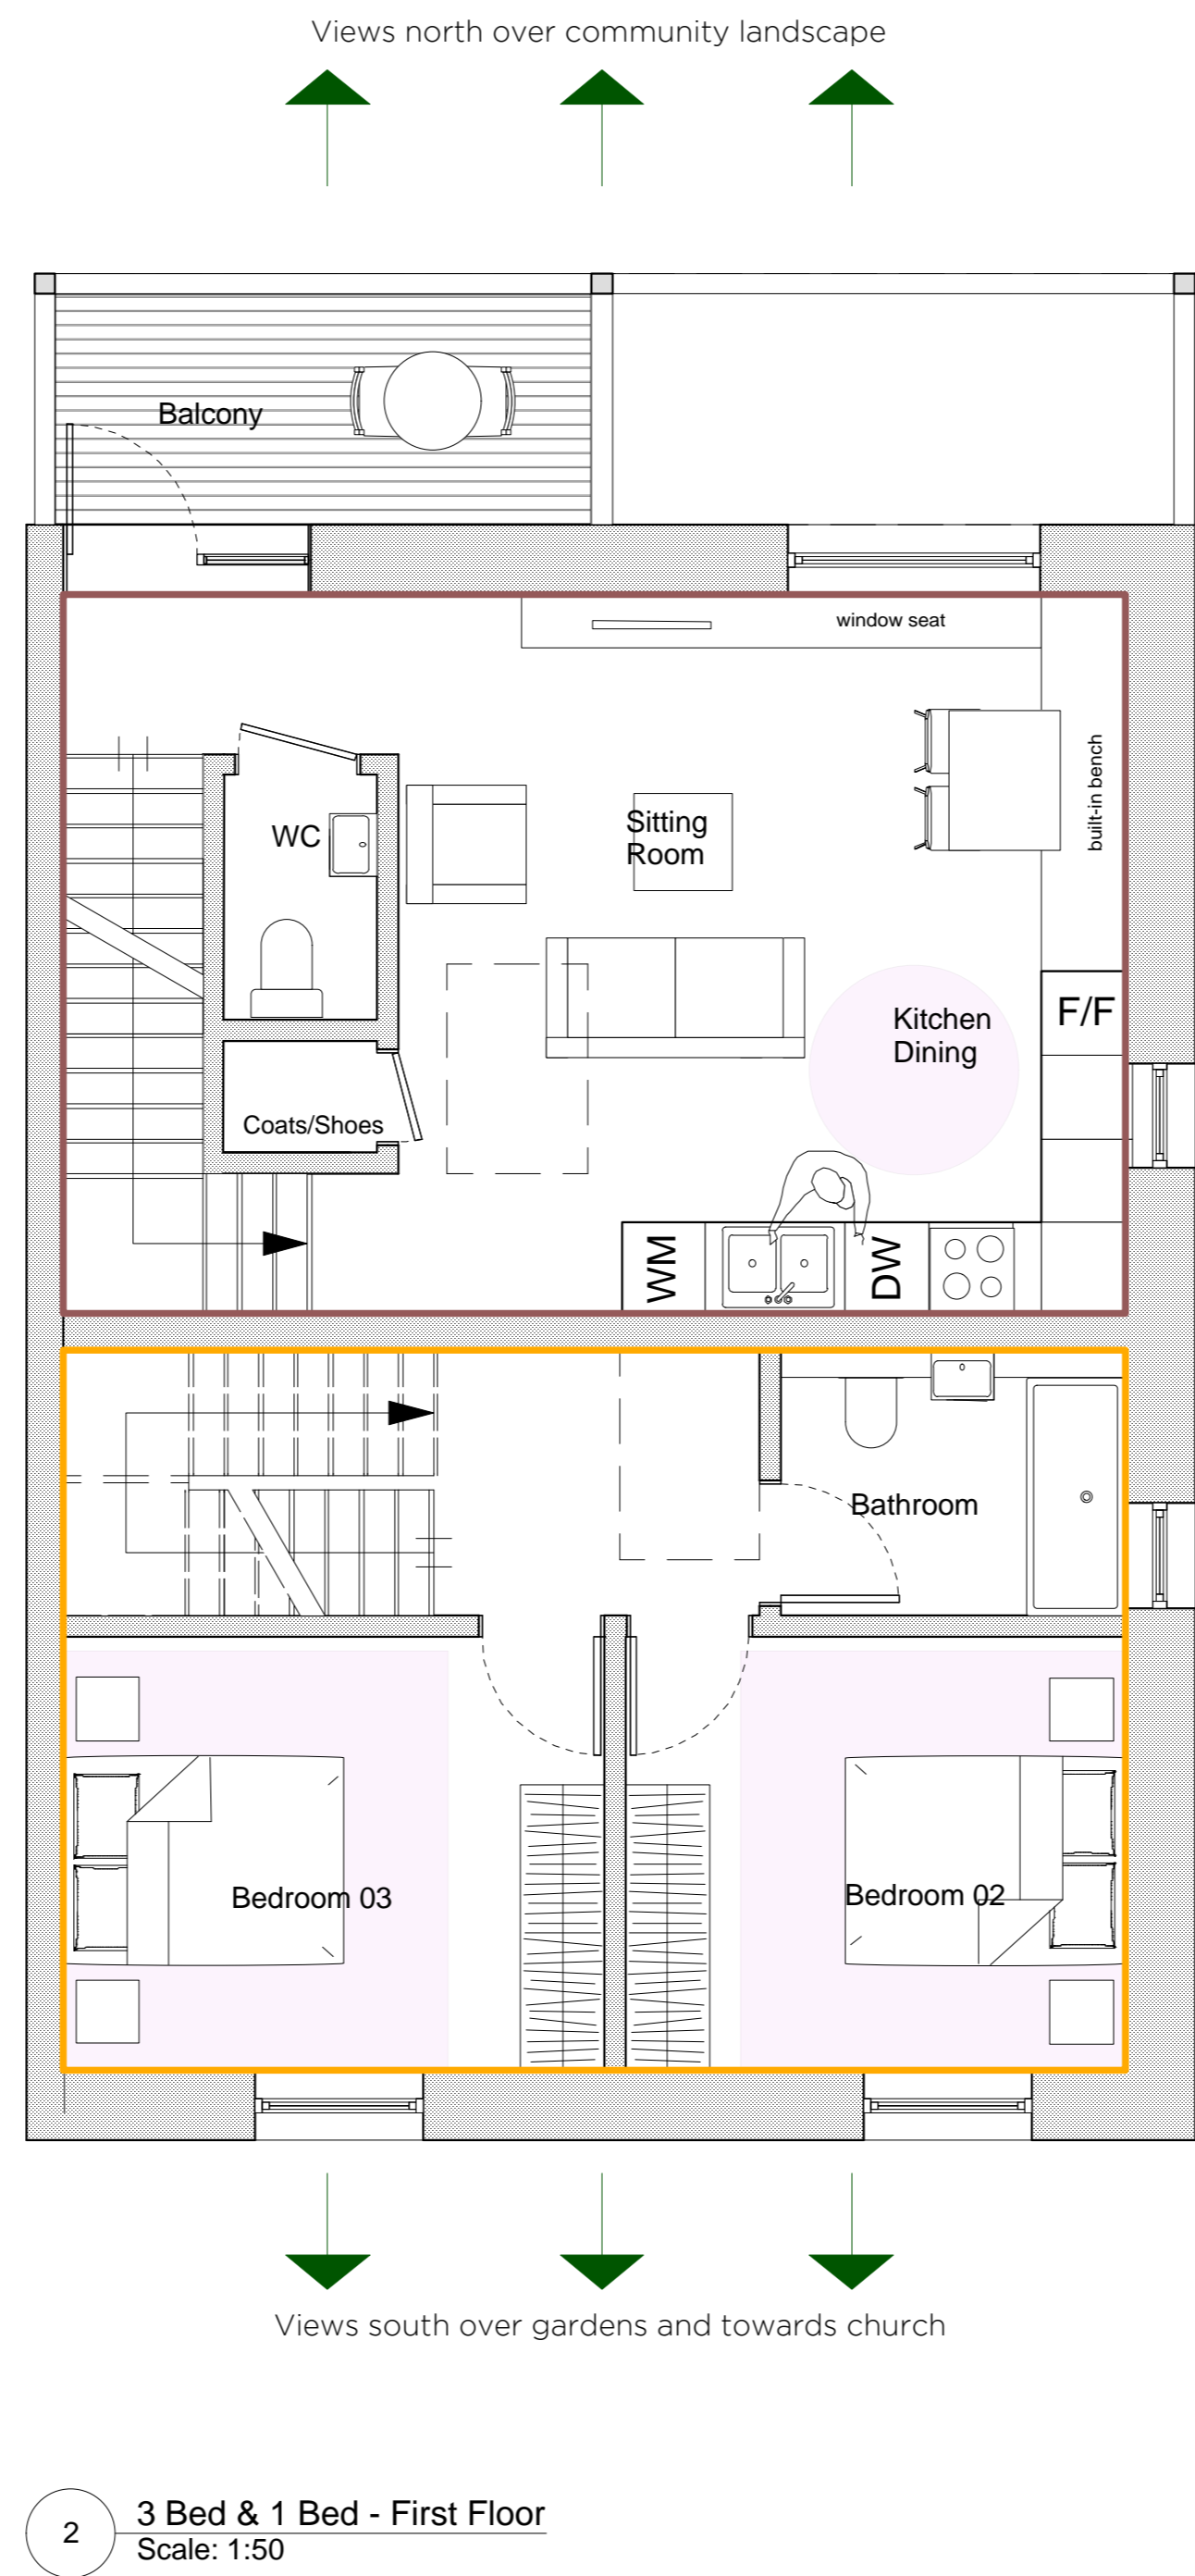 Views north over community landscape
Balcony
window seat
built-in bench
WC
Sitting
Room
Kitchen
Dining
F/F
Coats/Shoes
WM
DW
Bathroom
Bedroom 03
Bedroom 02
Views south over gardens and towards church
2
3 Bed & 1 Bed - First Floor
Scale: 1:50